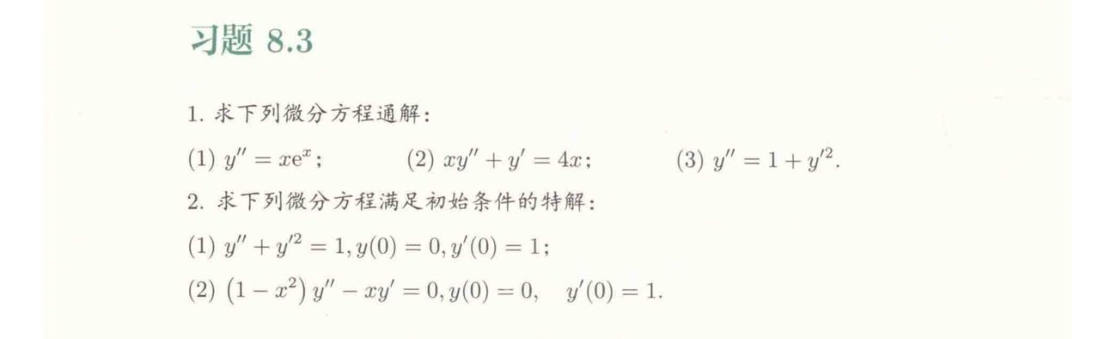 习题 8.3
1. 求下列微分方程通解:
(1) y″ = xeˣ; (2) xy″ + y′ = 4x; (3) y″ = 1 + y′².
2. 求下列微分方程满足初始条件的特解:
(1) y″ + y′² = 1, y(0) = 0, y′(0) = 1;
(2) (1 − x²) y″ − xy′ = 0, y(0) = 0, y′(0) = 1.